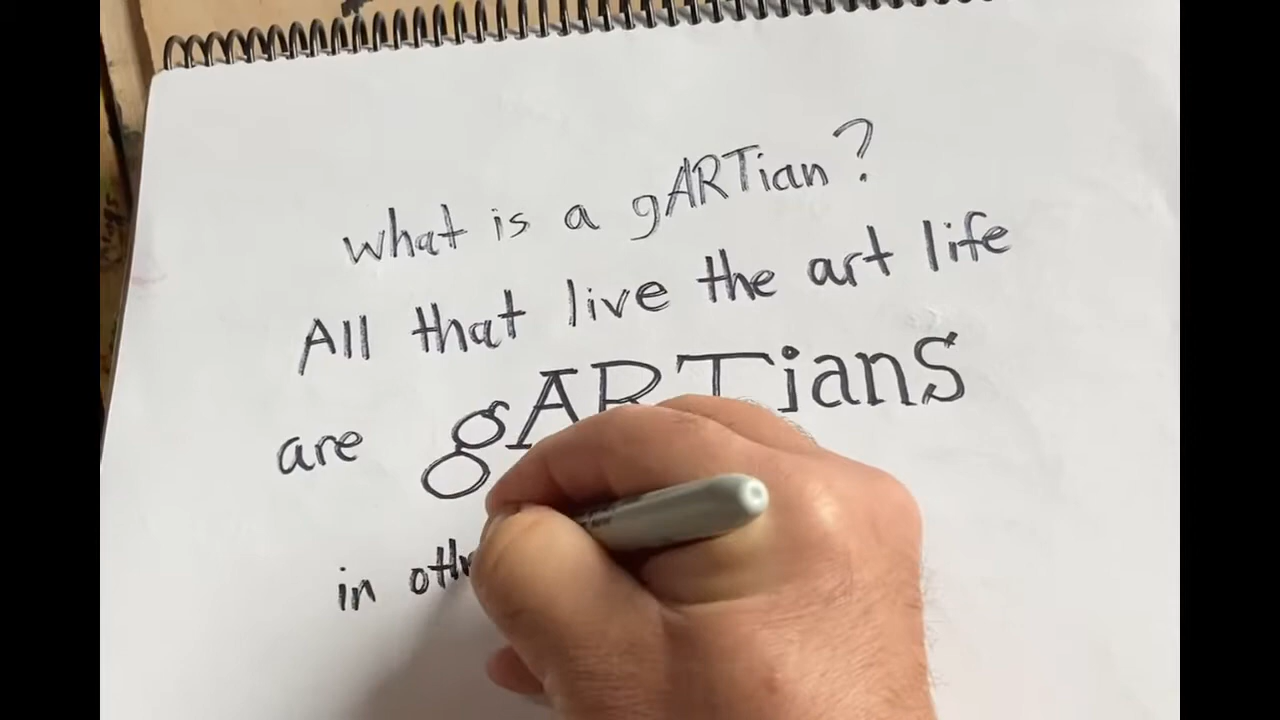 what is a gARTian?
All that live the art life
are gARTians
in oth